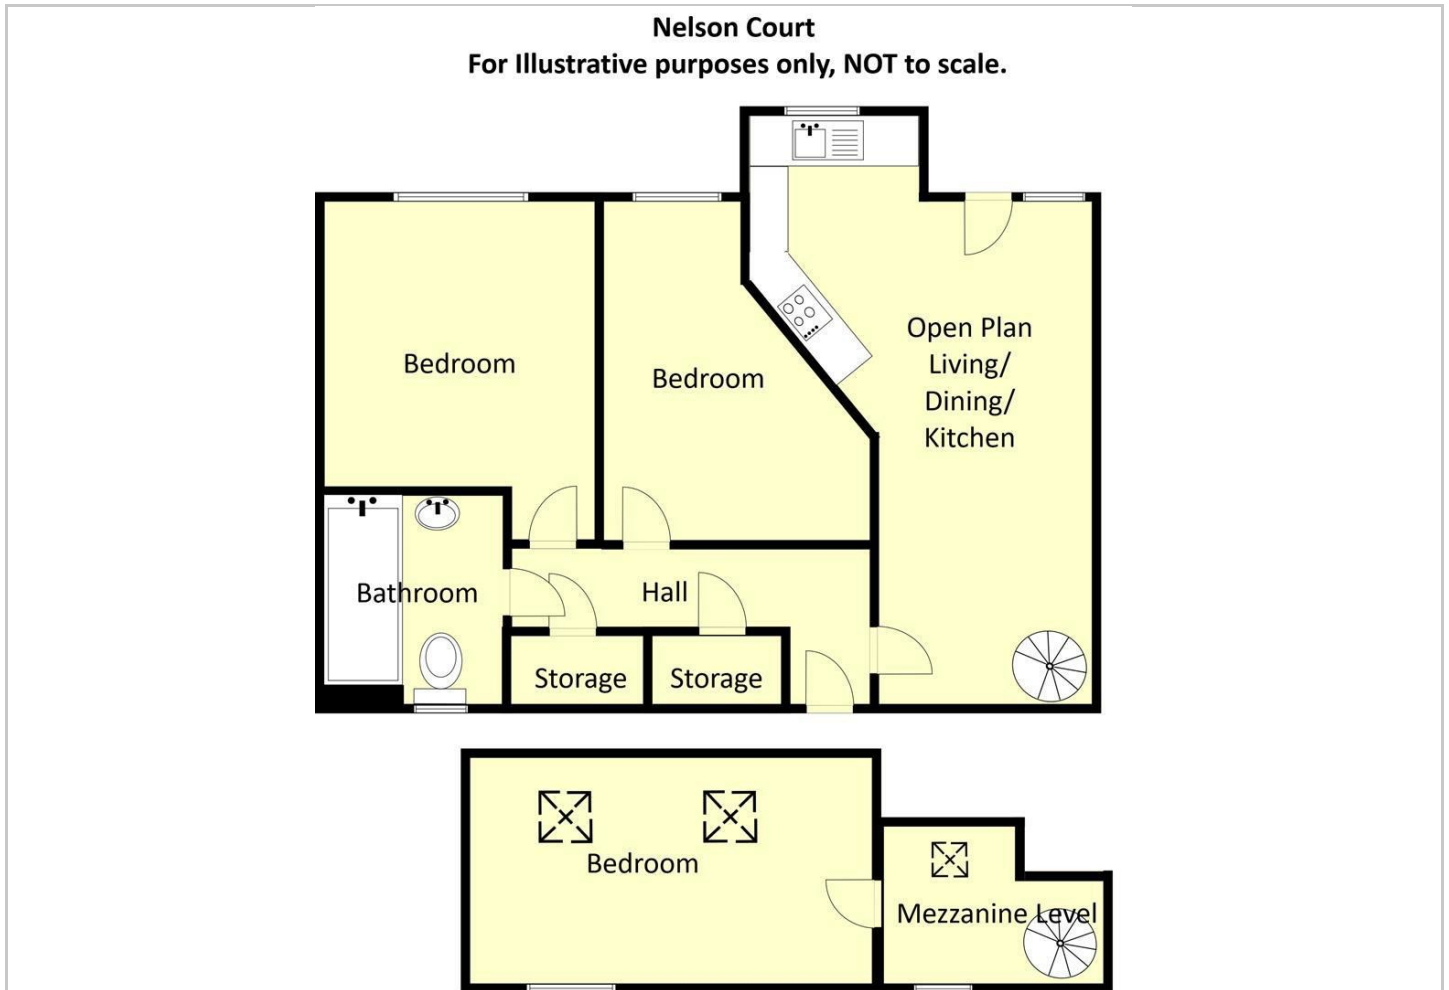 Nelson Court
For Illustrative purposes only, NOT to scale.
Bedroom
Bedroom
Open Plan
Living/
Dining/
Kitchen
Bathroom
Hall
Storage
Storage
Bedroom
Mezzanine Level